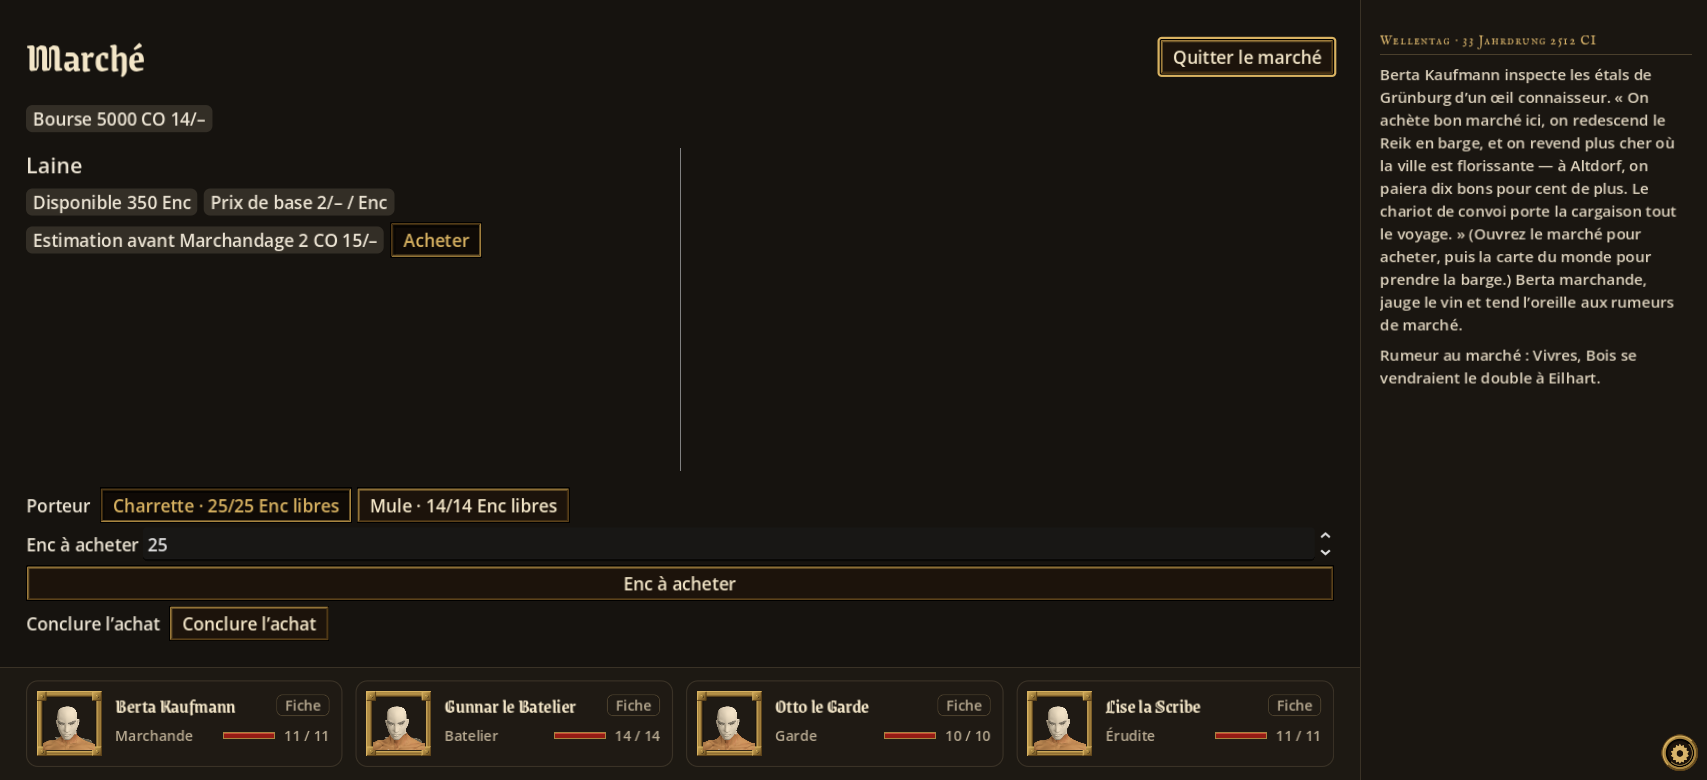 Marché
Quitter le marché
Bourse 5000 CO 14/–
Laine
Disponible 350 Enc
Prix de base 2/– / Enc
Estimation avant Marchandage 2 CO 15/–
Acheter
Porteur
Charrette · 25/25 Enc libres
Mule · 14/14 Enc libres
Enc à acheter 25
Enc à acheter
Conclure l’achat
Conclure l’achat
Berta Kaufmann
Fiche
Marchande
11 / 11
Gunnar le Batelier
Fiche
Batelier
14 / 14
Otto le Garde
Fiche
Garde
10 / 10
Lise la Scribe
Fiche
Érudite
11 / 11
Wellentag · 33 Jahrdrung 2512 CI
Berta Kaufmann inspecte les étals de
Grünburg d’un œil connaisseur. « On
achète bon marché ici, on redescend le
Reik en barge, et on revend plus cher où
la ville est florissante — à Altdorf, on
paiera dix bons pour cent de plus. Le
chariot de convoi porte la cargaison tout
le voyage. » (Ouvrez le marché pour
acheter, puis la carte du monde pour
prendre la barge.) Berta marchande,
jauge le vin et tend l’oreille aux rumeurs
de marché.
Rumeur au marché : Vivres, Bois se
vendraient le double à Eilhart.